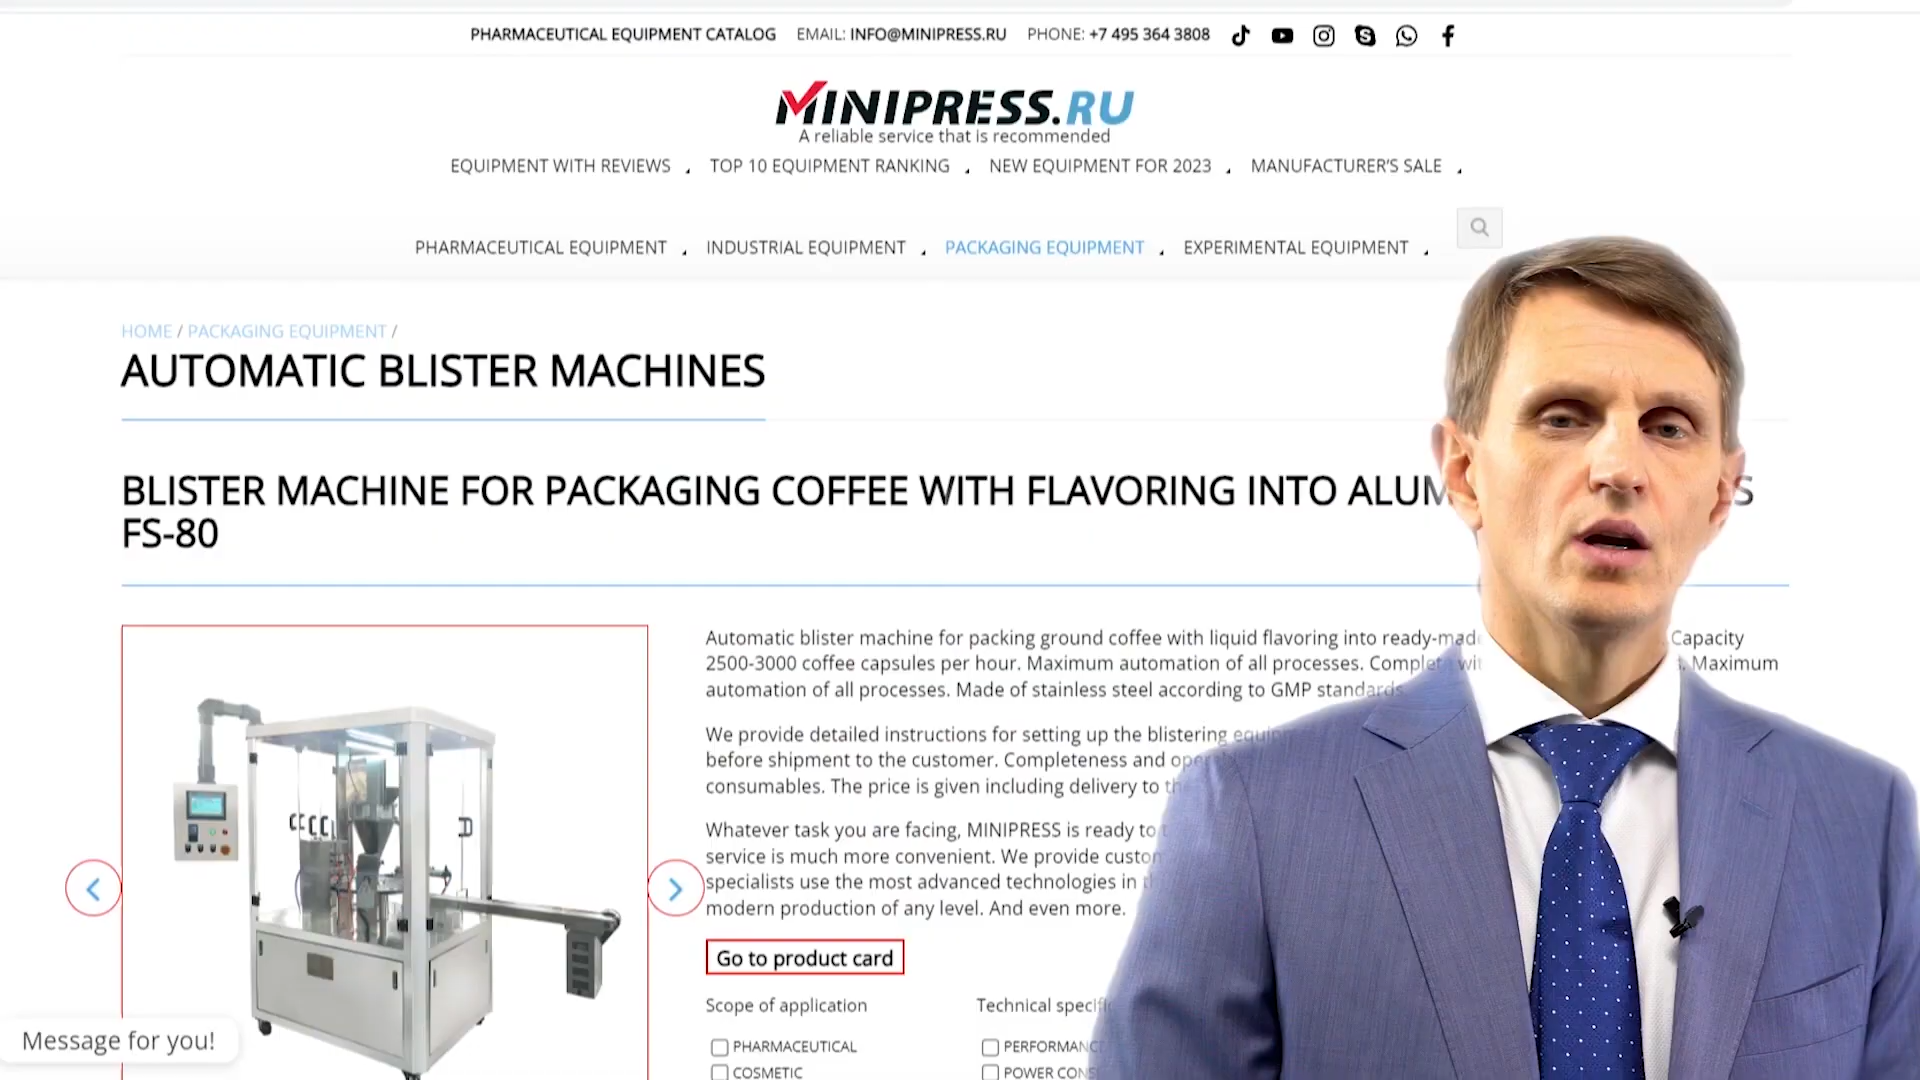 PHARMACEUTICAL EQUIPMENT CATALOG EMAIL: INFO@MINIPRESS.RU PHONE: +7 495 364 3808
MINIPRESS.RU
A reliable service that is recommended
EQUIPMENT WITH REVIEWS TOP 10 EQUIPMENT RANKING NEW EQUIPMENT FOR 2023 MANUFACTURER'S SALE
PHARMACEUTICAL EQUIPMENT INDUSTRIAL EQUIPMENT PACKAGING EQUIPMENT EXPERIMENTAL EQUIPMENT
HOME / PACKAGING EQUIPMENT /
AUTOMATIC BLISTER MACHINES
BLISTER MACHINE FOR PACKAGING COFFEE WITH FLAVORING INTO
FS-80
Automatic blister machine for packing ground coffee with liquid flavoring into ready-made Capacity
2500-3000 coffee capsules per hour. Maximum automation of all processes. Maximum
automation of all processes. Made of stainless steel according to GMP standards.
We provide detailed instructions for setting up the blistering
before shipment to the customer. Completeness and
consumables. The price is given including delivery to
Whatever task you are facing, MINIPRESS is ready to
service is much more convenient. We provide
specialists use the most advanced technologies in
modern production of any level. And even more.
Go to product card
Scope of application Technical
PHARMACEUTICAL PERFORMANCE
COSMETIC POWER
Message for you!